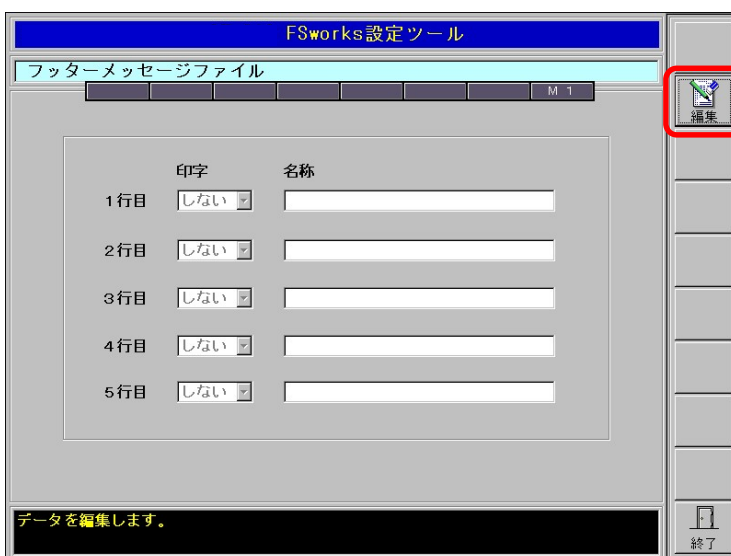 FSworks設定ツール
フッターメッセージファイル
M 1
編集
印字 名称
1行目 しない
2行目 しない
3行目 しない
4行目 しない
5行目 しない
データを編集します。
終了